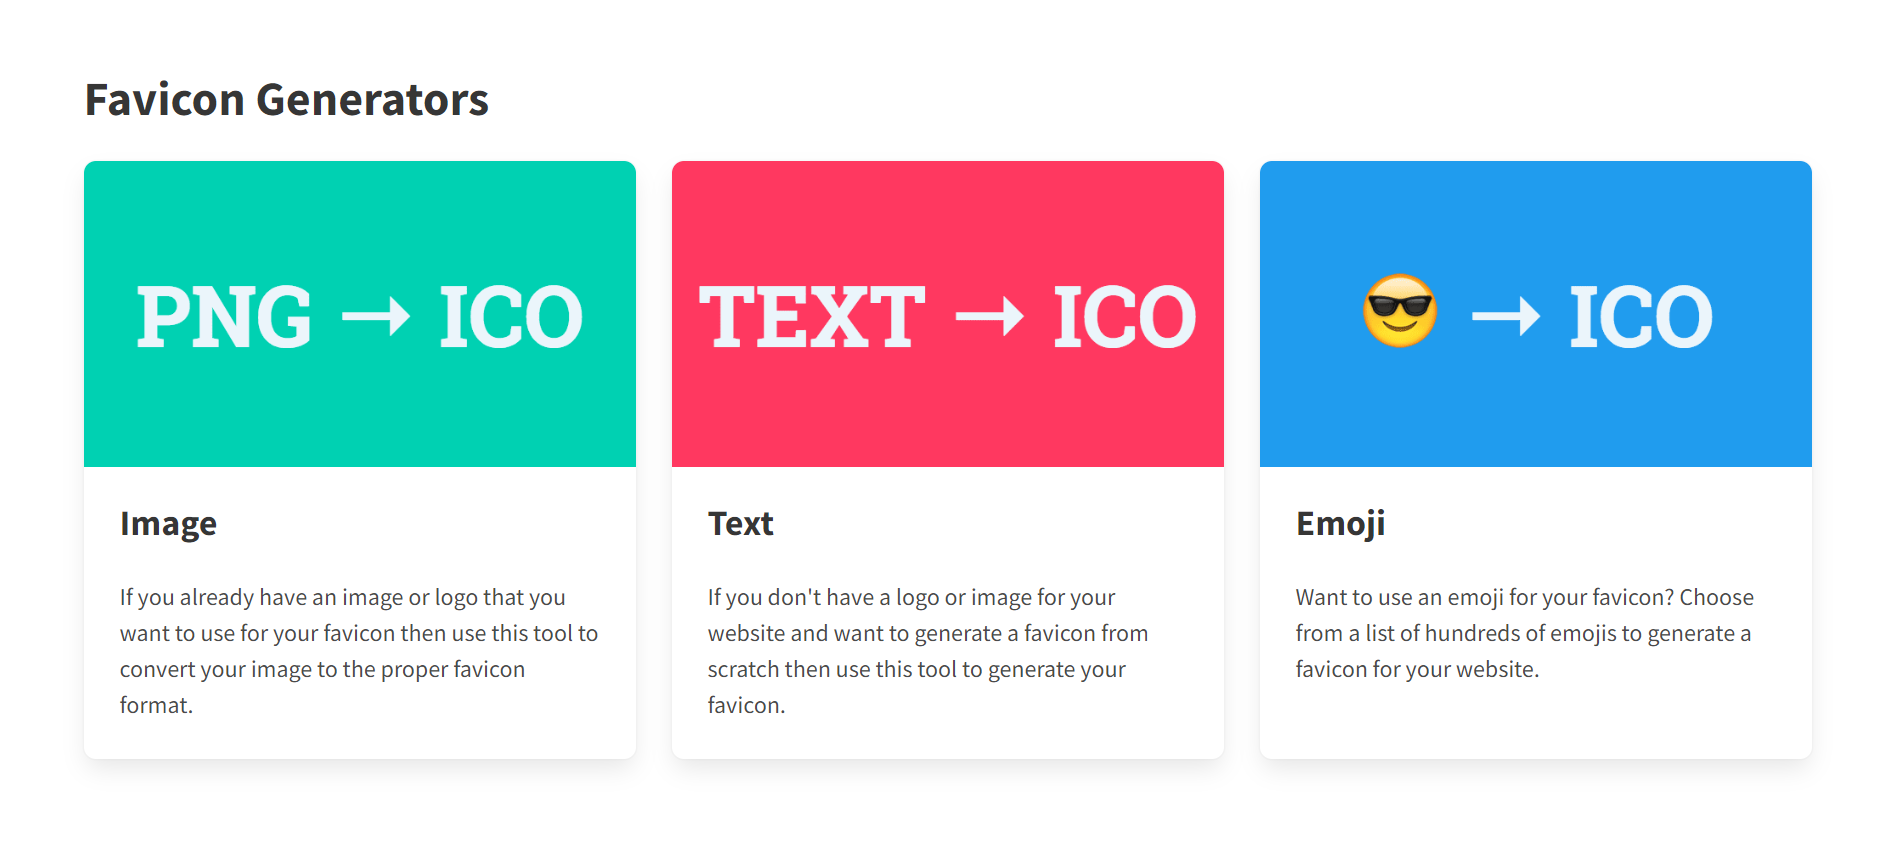 Favicon Generators
PNG → ICO
TEXT → ICO
😎 → ICO
Image
If you already have an image or logo that you
want to use for your favicon then use this tool to
convert your image to the proper favicon
format.
Text
If you don't have a logo or image for your
website and want to generate a favicon from
scratch then use this tool to generate your
favicon.
Emoji
Want to use an emoji for your favicon? Choose
from a list of hundreds of emojis to generate a
favicon for your website.